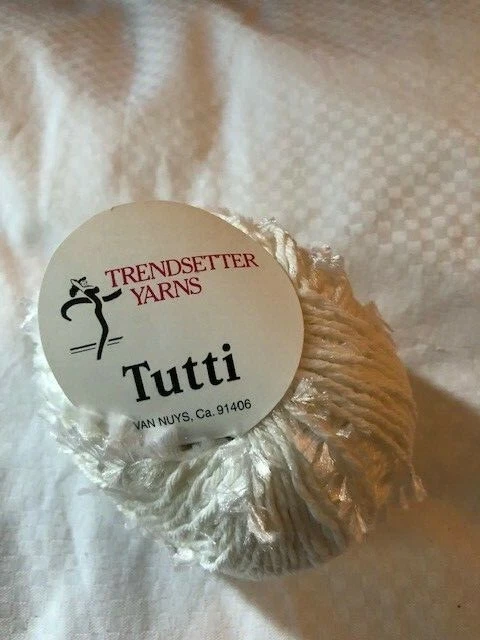 TRENDSETTER
YARNS
Tutti
VAN NUYS, Ca. 91406